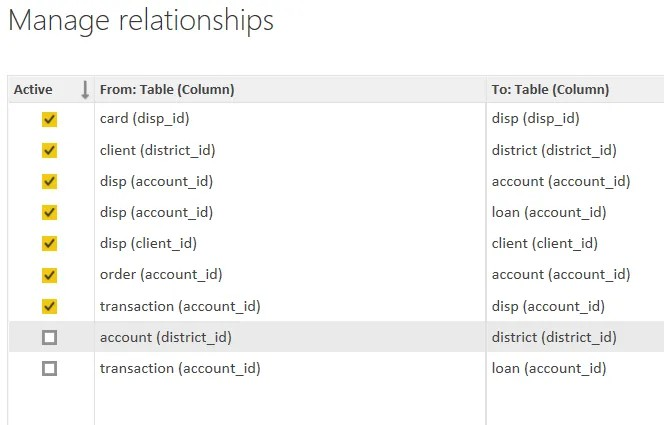 Manage relationships
Active From: Table (Column) To: Table (Column)
card (disp_id) disp (disp_id)
client (district_id) district (district_id)
disp (account_id) account (account_id)
disp (account_id) loan (account_id)
disp (client_id) client (client_id)
order (account_id) account (account_id)
transaction (account_id) disp (account_id)
account (district_id) district (district_id)
transaction (account_id) loan (account_id)